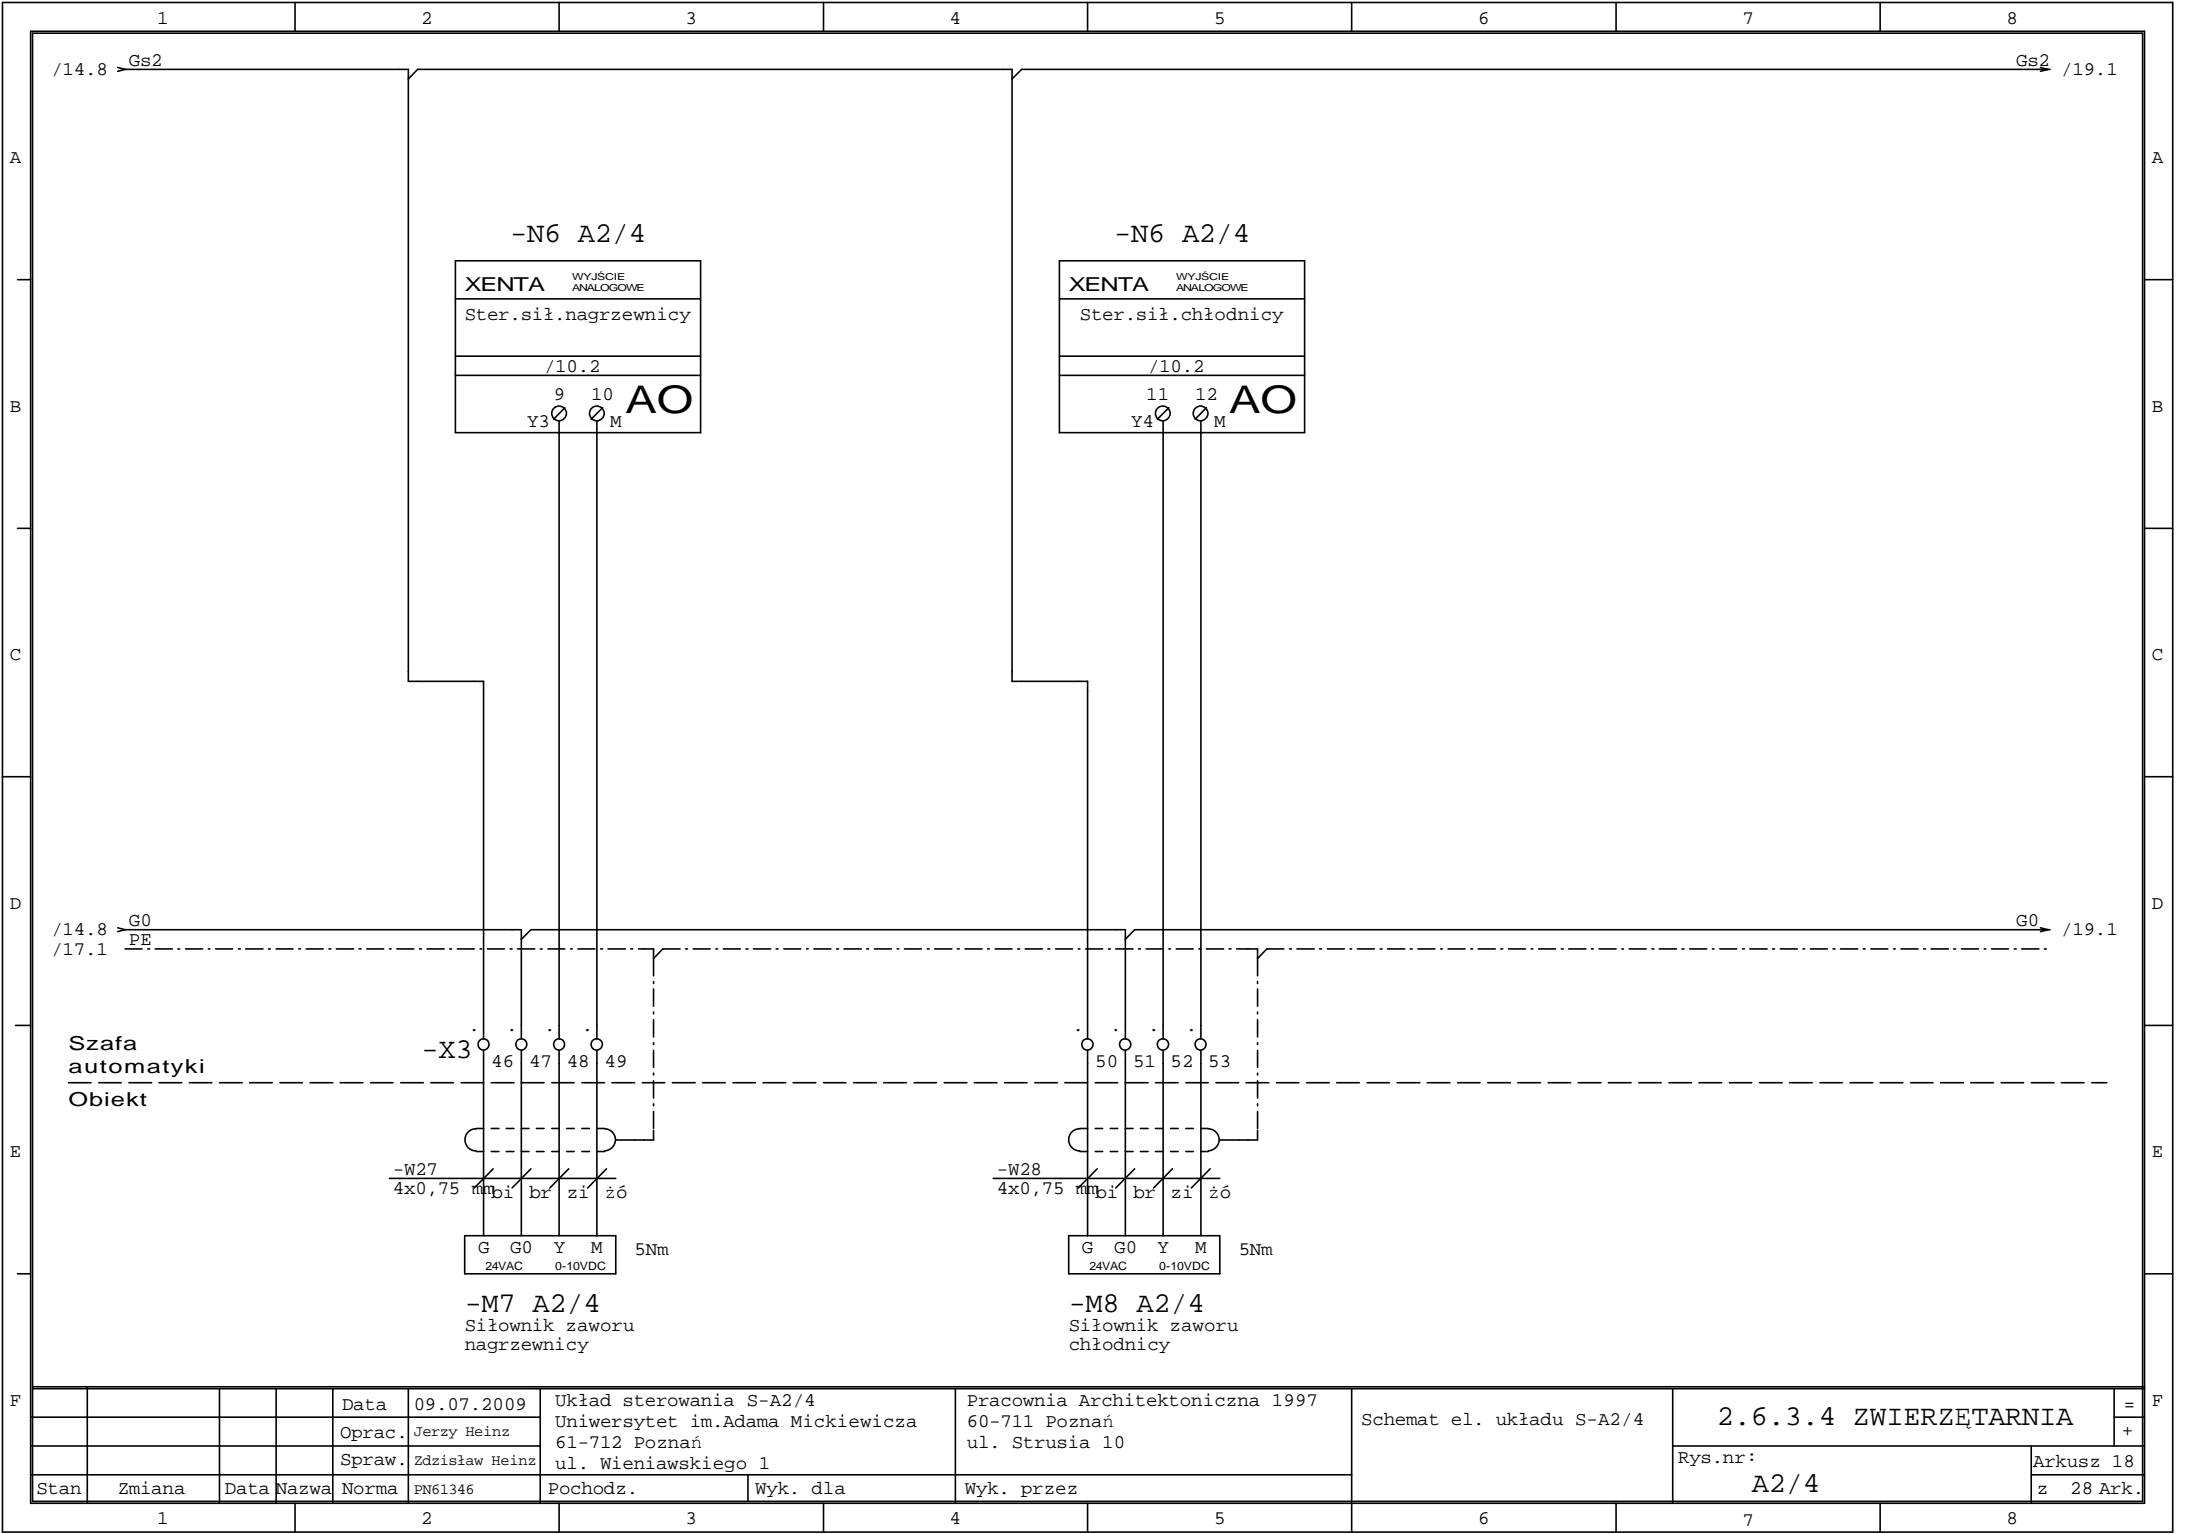 1 2 3 4 5 6 7 8
/14.8 Gs2 Gs2 /19.1
A A
-N6 A2/4 -N6 A2/4
XENTA WYJŚCIE ANALOGOWE XENTA WYJŚCIE ANALOGOWE
Ster.sił.nagrzewnicy Ster.sił.chłodnicy
/10.2 /10.2
9 10 AO 11 12 AO
B B
Y3 M Y4 M
C C
D D
/14.8 G0 G0 /19.1
/17.1 PE
Szafa
automatyki
-X3 46 47 48 49 50 51 52 53
Obiekt
E E
-W27 -W28
4x0,75 mm bi br zi żó 4x0,75 mm bi br zi żó
G G0 Y M 5Nm G G0 Y M 5Nm
24VAC 0-10VDC 24VAC 0-10VDC
-M7 A2/4 -M8 A2/4
Siłownik zaworu Siłownik zaworu
nagrzewnicy chłodnicy
F F
Data 09.07.2009
Oprac. Jerzy Heinz
Spraw. Zdzisław Heinz
Stan Zmiana Data Nazwa Norma PN61346
Układ sterowania S-A2/4
Uniwersytet im.Adama Mickiewicza
61-712 Poznań
ul. Wieniawskiego 1
Pochodz. Wyk. dla
Pracownia Architektoniczna 1997
60-711 Poznań
ul. Strusia 10
Wyk. przez
Schemat el. układu S-A2/4
2.6.3.4 ZWIERZĘTARNIA
=
+
Rys.nr:
A2/4
Arkusz 18
z 28 Ark.
1 2 3 4 5 6 7 8